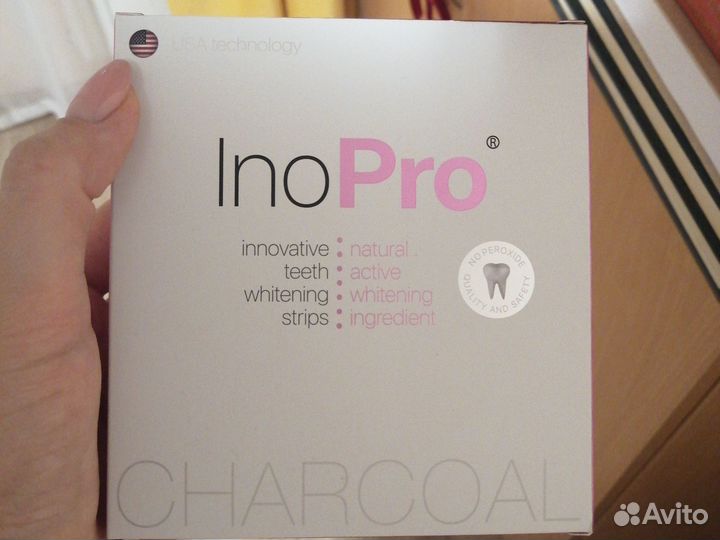 USA technology
InoPro®
innovative natural
teeth active
whitening whitening
strips ingredient
NO PEROXIDE
QUALITY AND SAFETY
CHARCOAL
Avito